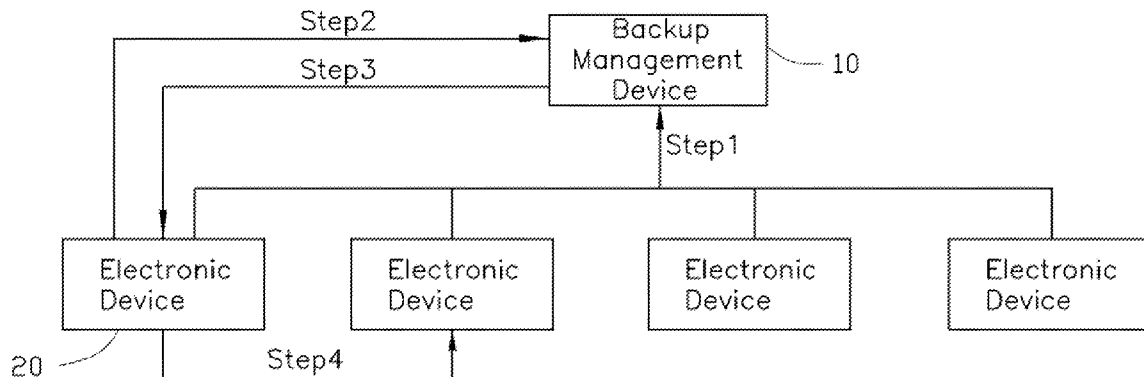 Step2
Backup
Management
Device
10
Step3
Step1
Electronic
Device
Electronic
Device
Electronic
Device
Electronic
Device
20
Step4